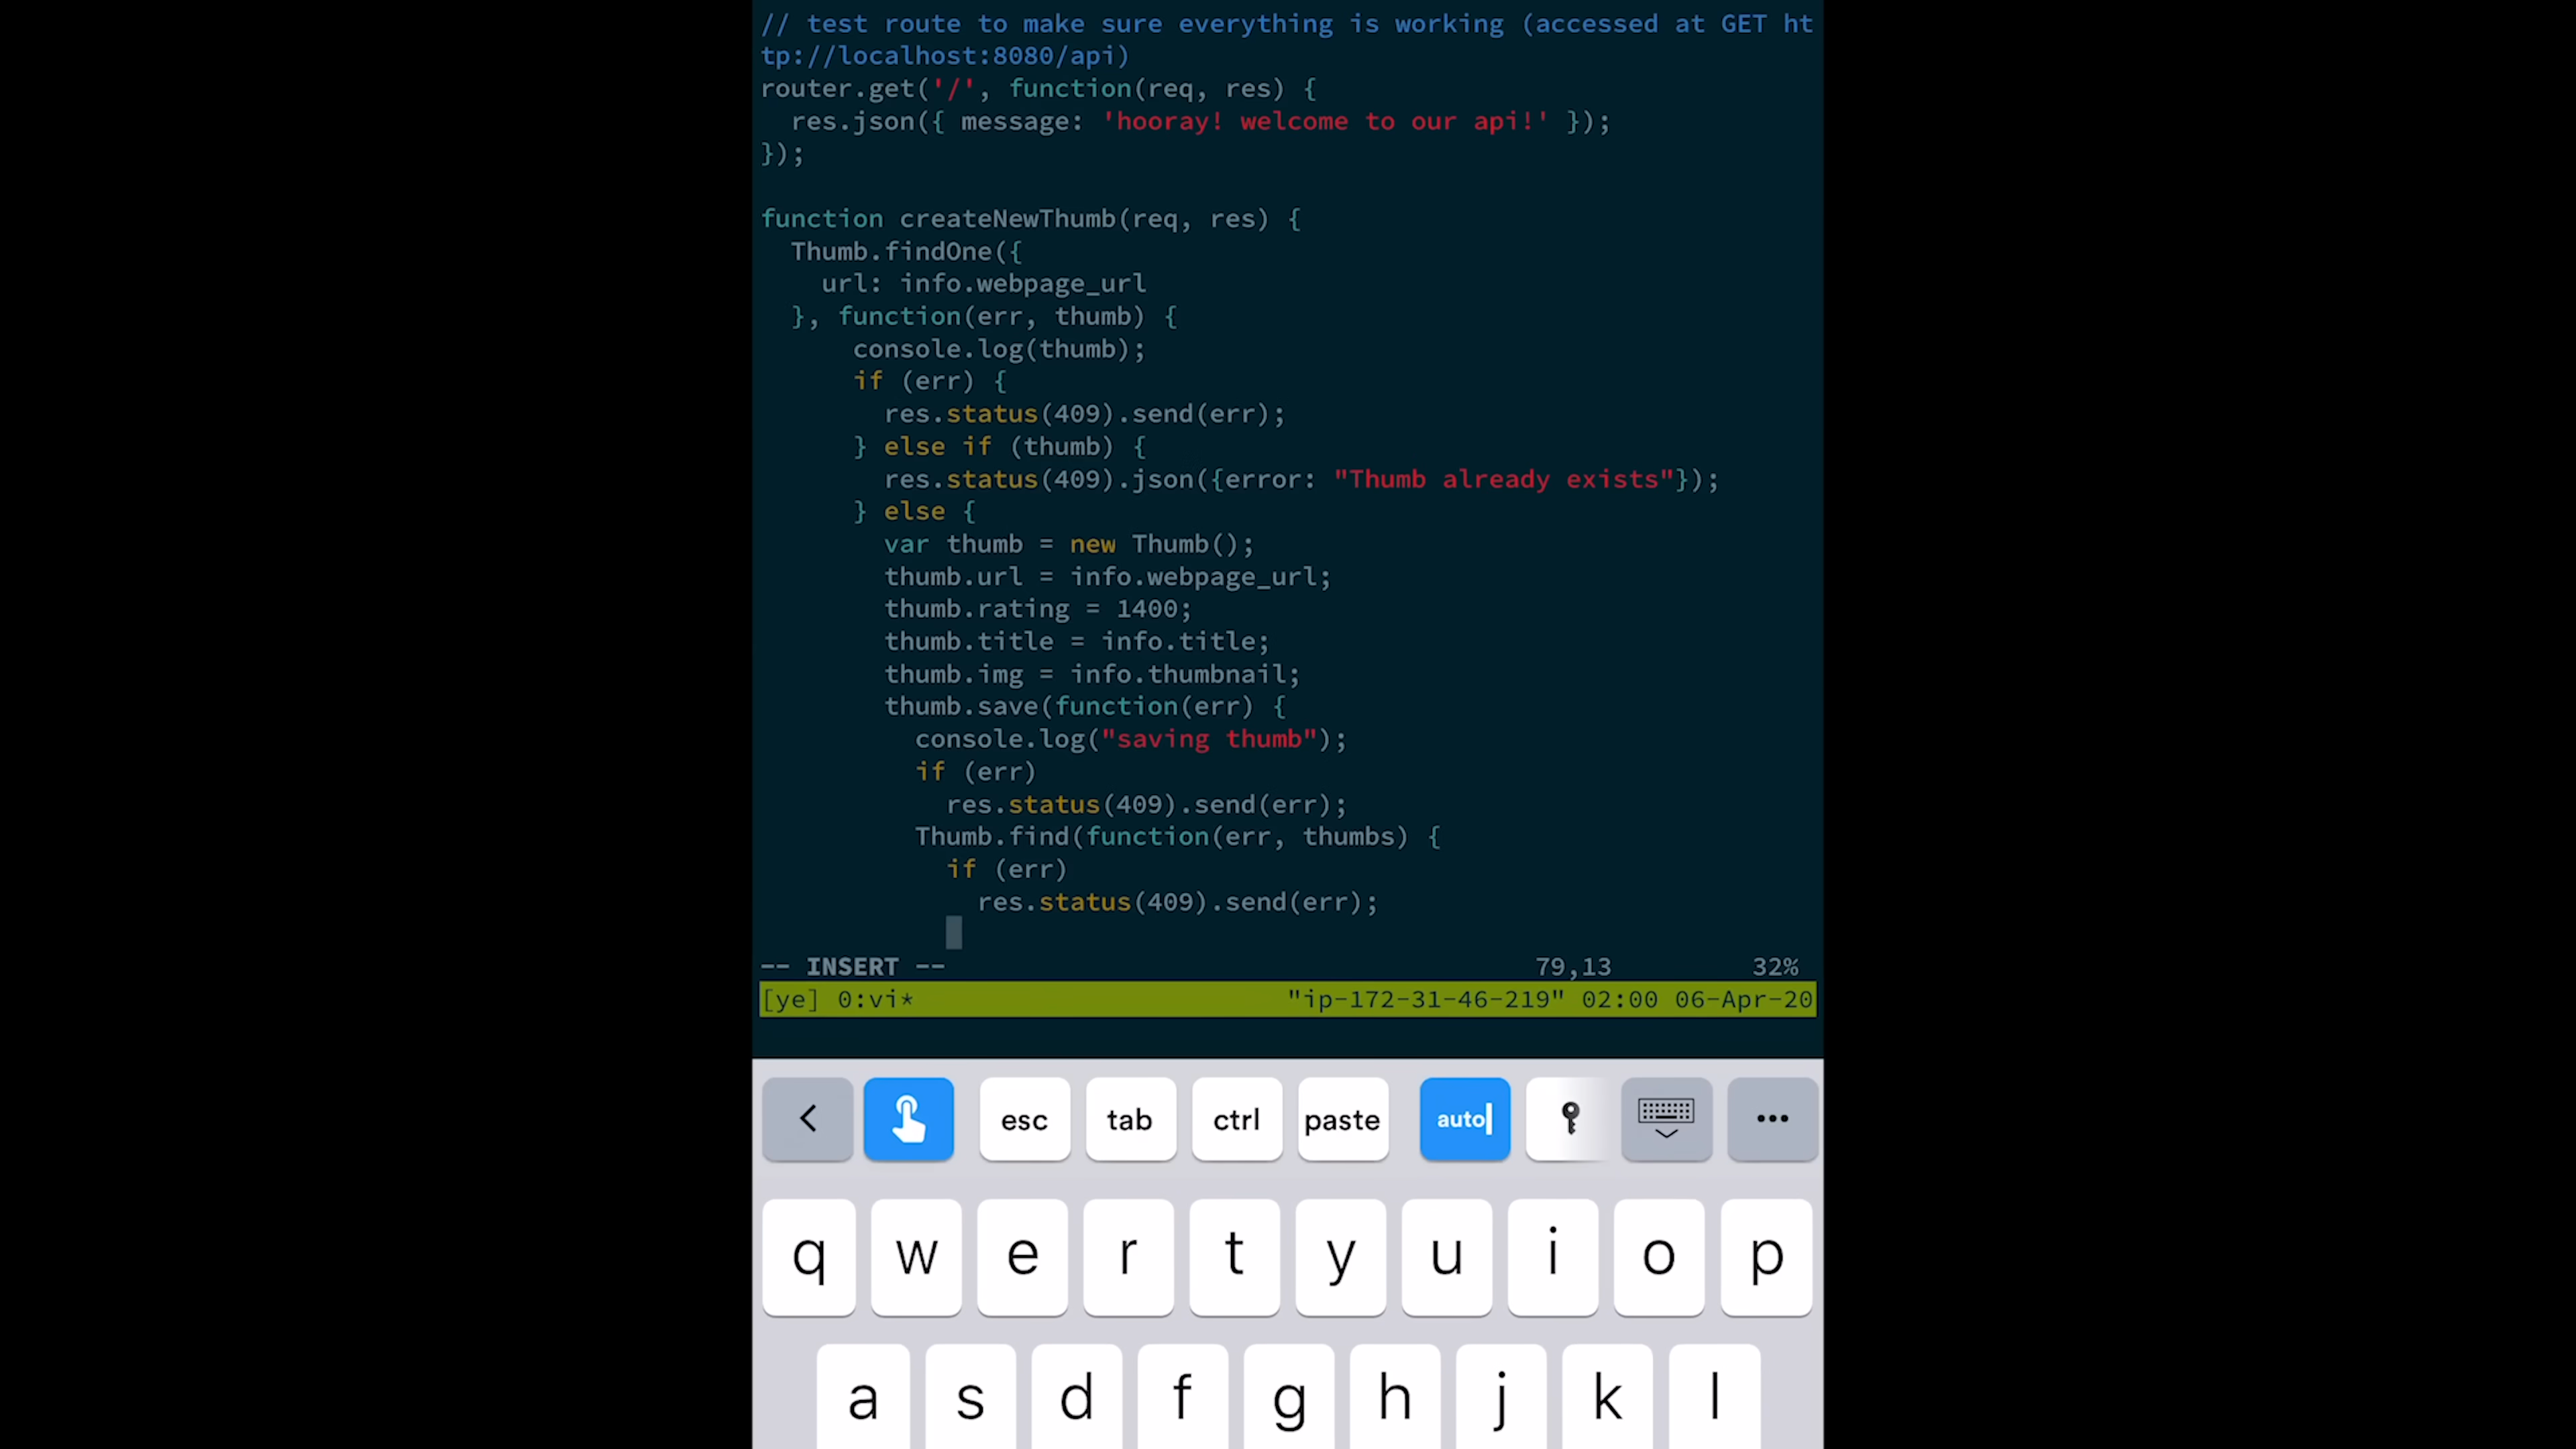 // test route to make sure everything is working (accessed at GET ht
tp://localhost:8080/api)
router.get('/', function(req, res) {
  res.json({ message: 'hooray! welcome to our api!' });
});

function createNewThumb(req, res) {
  Thumb.findOne({
    url: info.webpage_url
  }, function(err, thumb) {
      console.log(thumb);
      if (err) {
        res.status(409).send(err);
      } else if (thumb) {
        res.status(409).json({error: "Thumb already exists"});
      } else {
        var thumb = new Thumb();
        thumb.url = info.webpage_url;
        thumb.rating = 1400;
        thumb.title = info.title;
        thumb.img = info.thumbnail;
        thumb.save(function(err) {
          console.log("saving thumb");
          if (err)
            res.status(409).send(err);
          Thumb.find(function(err, thumbs) {
            if (err)
              res.status(409).send(err);
-- INSERT -- 79,13 32%
[ye] 0:vi* "ip-172-31-46-219" 02:00 06-Apr-20
esc tab ctrl paste auto
q w e r t y u i o p
a s d f g h j k l